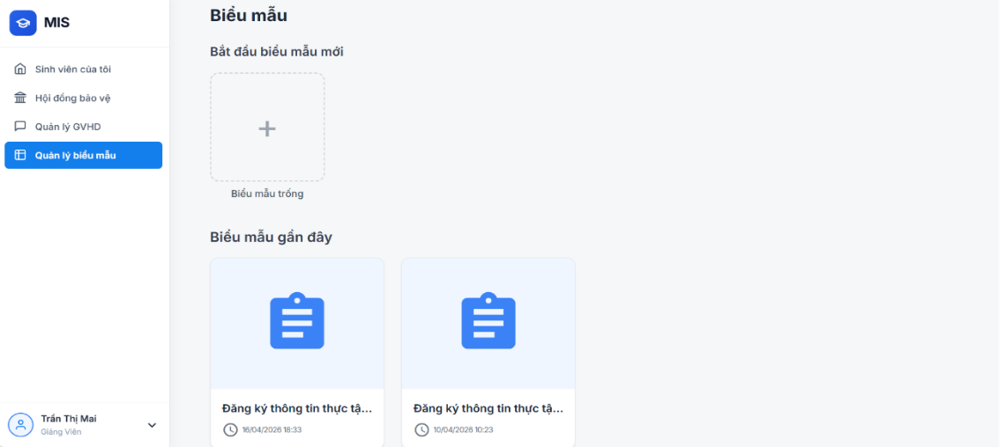 MIS
Sinh viên của tôi
Hội đồng bảo vệ
Quản lý GVHD
Quản lý biểu mẫu
Trần Thị Mai
Giảng Viên
Biểu mẫu
Bắt đầu biểu mẫu mới
Biểu mẫu trống
Biểu mẫu gần đây
Đăng ký thông tin thực tậ...
16/04/2026 18:33
Đăng ký thông tin thực tậ...
10/04/2026 10:23